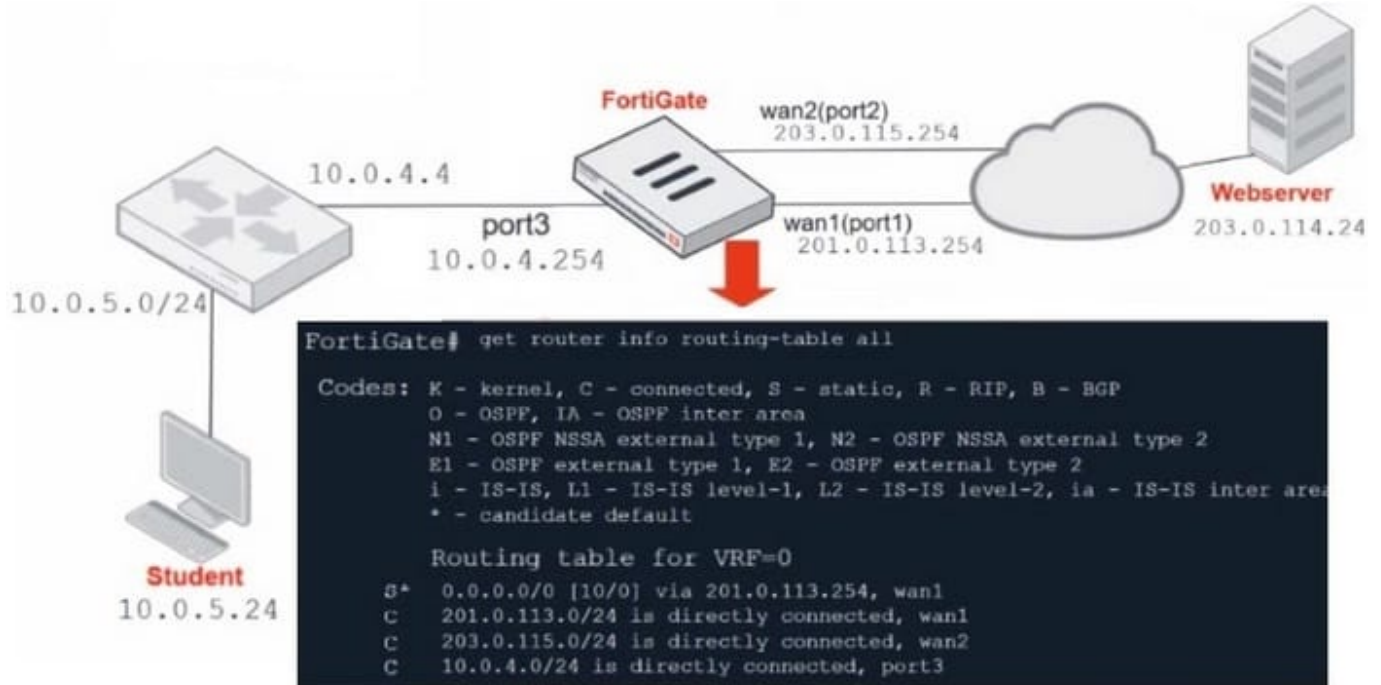 FortiGate
wan2(port2)
203.0.115.254
10.0.4.4
port3
10.0.4.254
wan1(port1)
201.0.113.254
Webserver
203.0.114.24
10.0.5.0/24
Student
10.0.5.24
FortiGate# get router info routing-table all
Codes: K - kernel, C - connected, S - static, R - RIP, B - BGP
O - OSPF, IA - OSPF inter area
N1 - OSPF NSSA external type 1, N2 - OSPF NSSA external type 2
E1 - OSPF external type 1, E2 - OSPF external type 2
i - IS-IS, L1 - IS-IS level-1, L2 - IS-IS level-2, ia - IS-IS inter area
* - candidate default
Routing table for VRF=0
S* 0.0.0.0/0 [10/0] via 201.0.113.254, wan1
C 201.0.113.0/24 is directly connected, wan1
C 203.0.115.0/24 is directly connected, wan2
C 10.0.4.0/24 is directly connected, port3